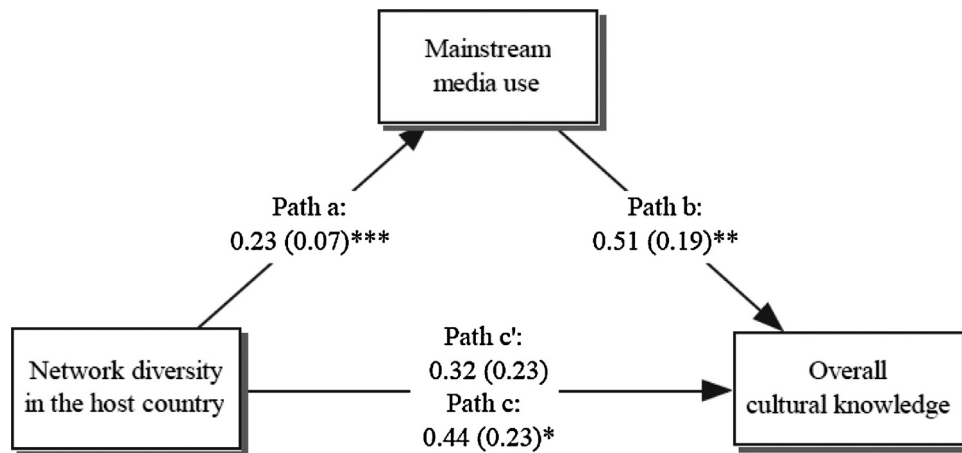 Mainstream
media use
Path a:
0.23 (0.07)***
Path b:
0.51 (0.19)**
Network diversity
in the host country
Path c':
0.32 (0.23)
Path c:
0.44 (0.23)*
Overall
cultural knowledge